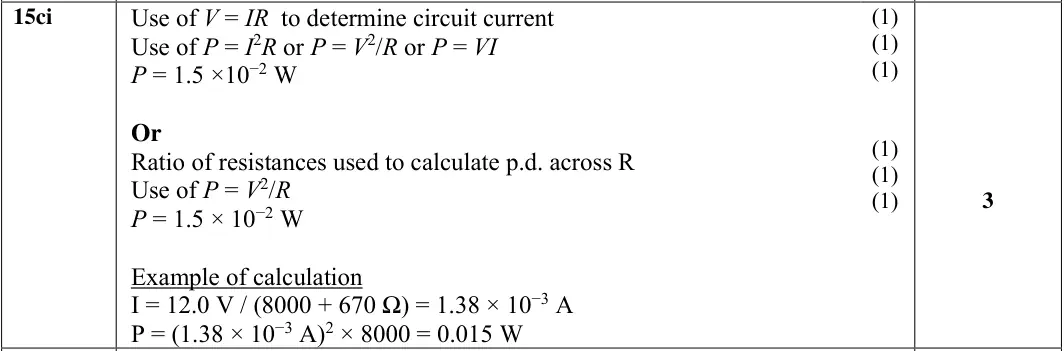 15ci
Use of V = IR to determine circuit current (1)
Use of P = I²R or P = V²/R or P = VI (1)
P = 1.5 ×10⁻² W (1)
Or
Ratio of resistances used to calculate p.d. across R (1)
Use of P = V²/R (1)
P = 1.5 × 10⁻² W (1)
3
Example of calculation
I = 12.0 V / (8000 + 670 Ω) = 1.38 × 10⁻³ A
P = (1.38 × 10⁻³ A)² × 8000 = 0.015 W